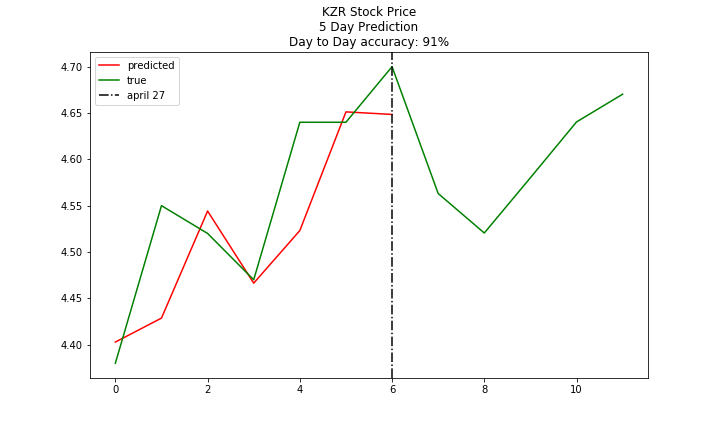 KZR Stock Price
5 Day Prediction
Day to Day accuracy: 91%
predicted
true
april 27
4.70
4.65
4.60
4.55
4.50
4.45
4.40
0 2 4 6 8 10